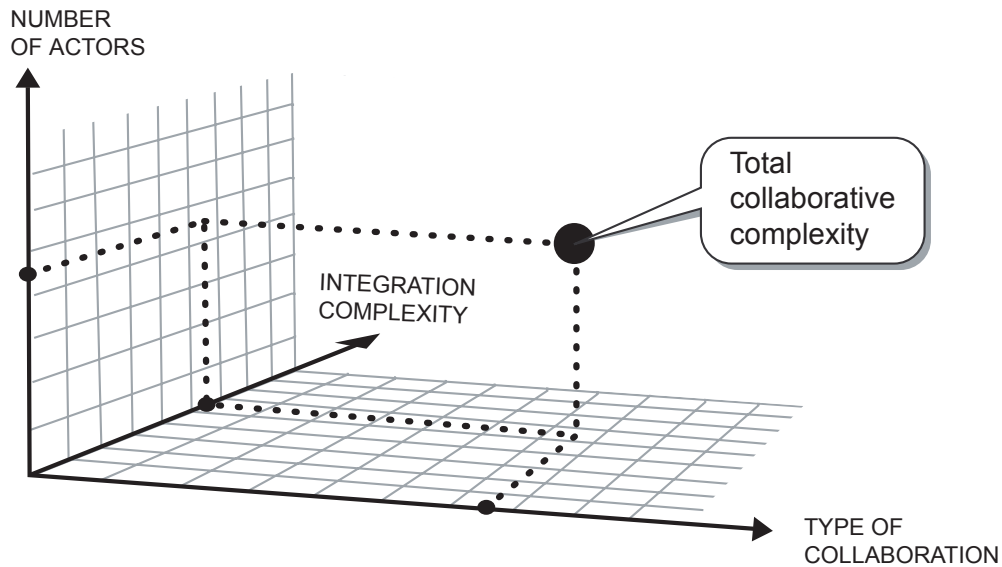 NUMBER
OF ACTORS
Total
collaborative
complexity
INTEGRATION
COMPLEXITY
TYPE OF
COLLABORATION